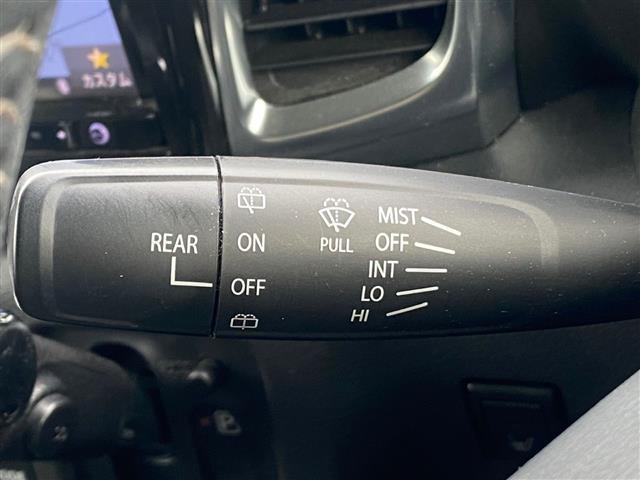 カスタム
MIST
OFF
INT
LO
HI
PULL
REAR
ON
OFF